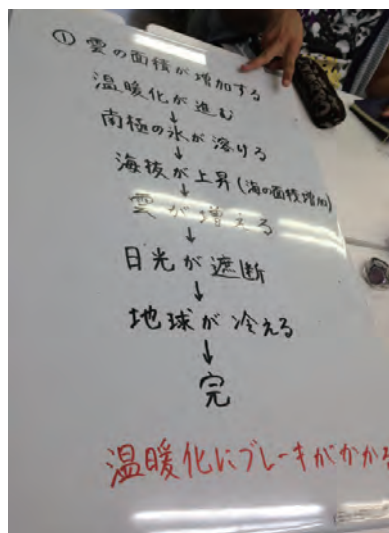 ① 雲の面積が増加する
温暖化が進む
↓
南極の氷が溶ける
↓
海抜が上昇(海の面積増加)
↓
雲が増える
↓
日光が遮断
↓
地球が冷える
↓
完
温暖化にブレーキがかかる